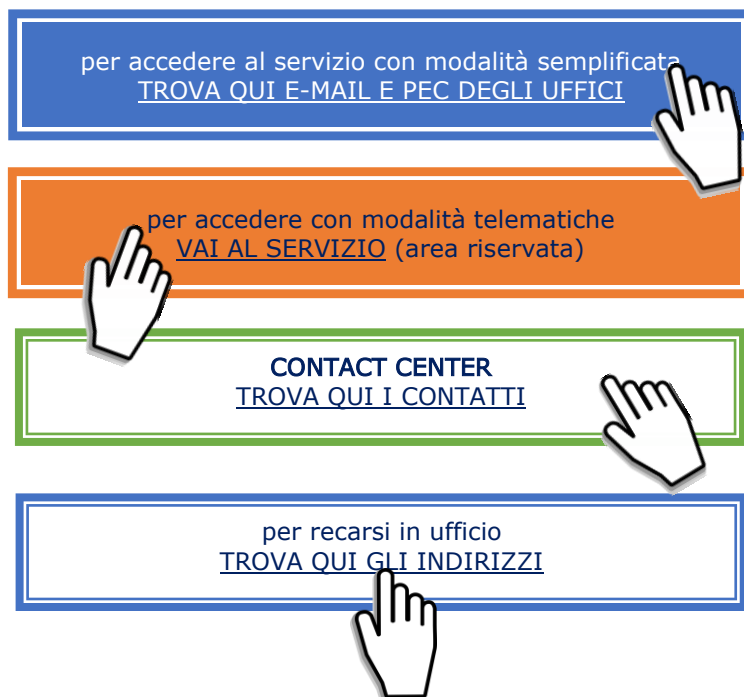 per accedere al servizio con modalità semplificata
TROVA QUI E-MAIL E PEC DEGLI UFFICI
per accedere con modalità telematiche
VAI AL SERVIZIO (area riservata)
CONTACT CENTER
TROVA QUI I CONTATTI
per recarsi in ufficio
TROVA QUI GLI INDIRIZZI